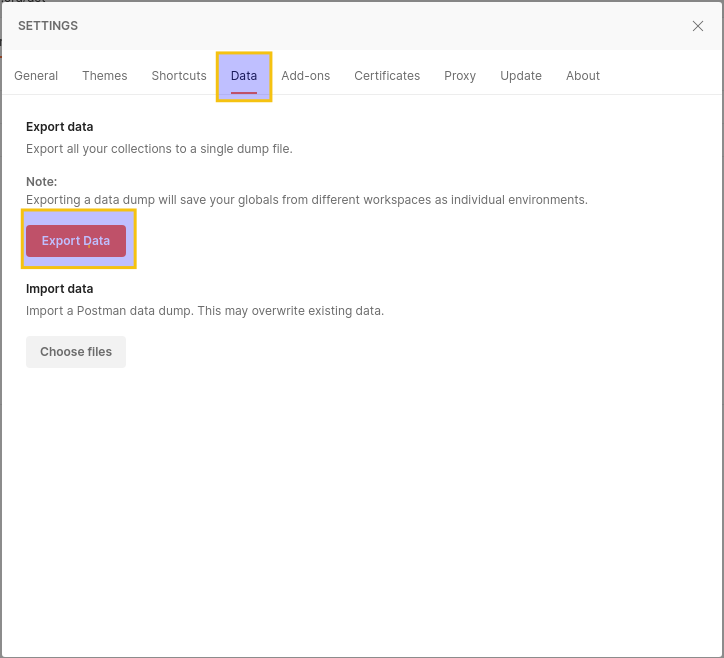 SETTINGS
General Themes Shortcuts Data Add-ons Certificates Proxy Update About
Export data
Export all your collections to a single dump file.
Note:
Exporting a data dump will save your globals from different workspaces as individual environments.
Export Data
Import data
Import a Postman data dump. This may overwrite existing data.
Choose files